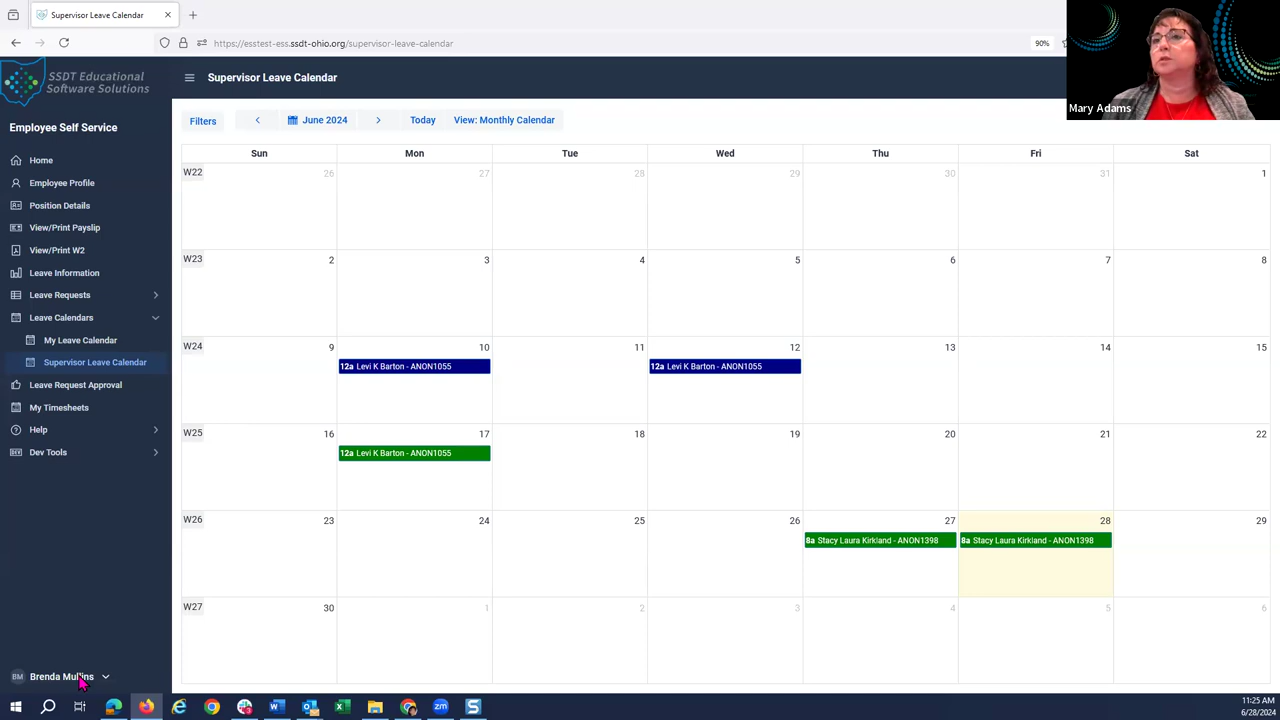 Supervisor Leave Calendar
https://esstest-ess.ssdt-ohio.org/supervisor-leave-calendar
90%
SSDT Educational
Software Solutions
Supervisor Leave Calendar
Mary Adams
Employee Self Service
Filters
June 2024
Today
View: Monthly Calendar
Home
Employee Profile
Position Details
View/Print Payslip
View/Print W2
Leave Information
Leave Requests
Leave Calendars
My Leave Calendar
Supervisor Leave Calendar
Leave Request Approval
My Timesheets
Help
Dev Tools
BM Brenda Mullins
Sun Mon Tue Wed Thu Fri Sat
W22 26 27 28 29 30 31 1
W23 2 3 4 5 6 7 8
W24 9 10 11 12 13 14 15
12a Levi K Barton - ANON1055
12a Levi K Barton - ANON1055
W25 16 17 18 19 20 21 22
12a Levi K Barton - ANON1055
W26 23 24 25 26 27 28 29
8a Stacy Laura Kirkland - ANON1398
8a Stacy Laura Kirkland - ANON1398
W27 30 1 2 3 4 5 6
11:25 AM
6/28/2024